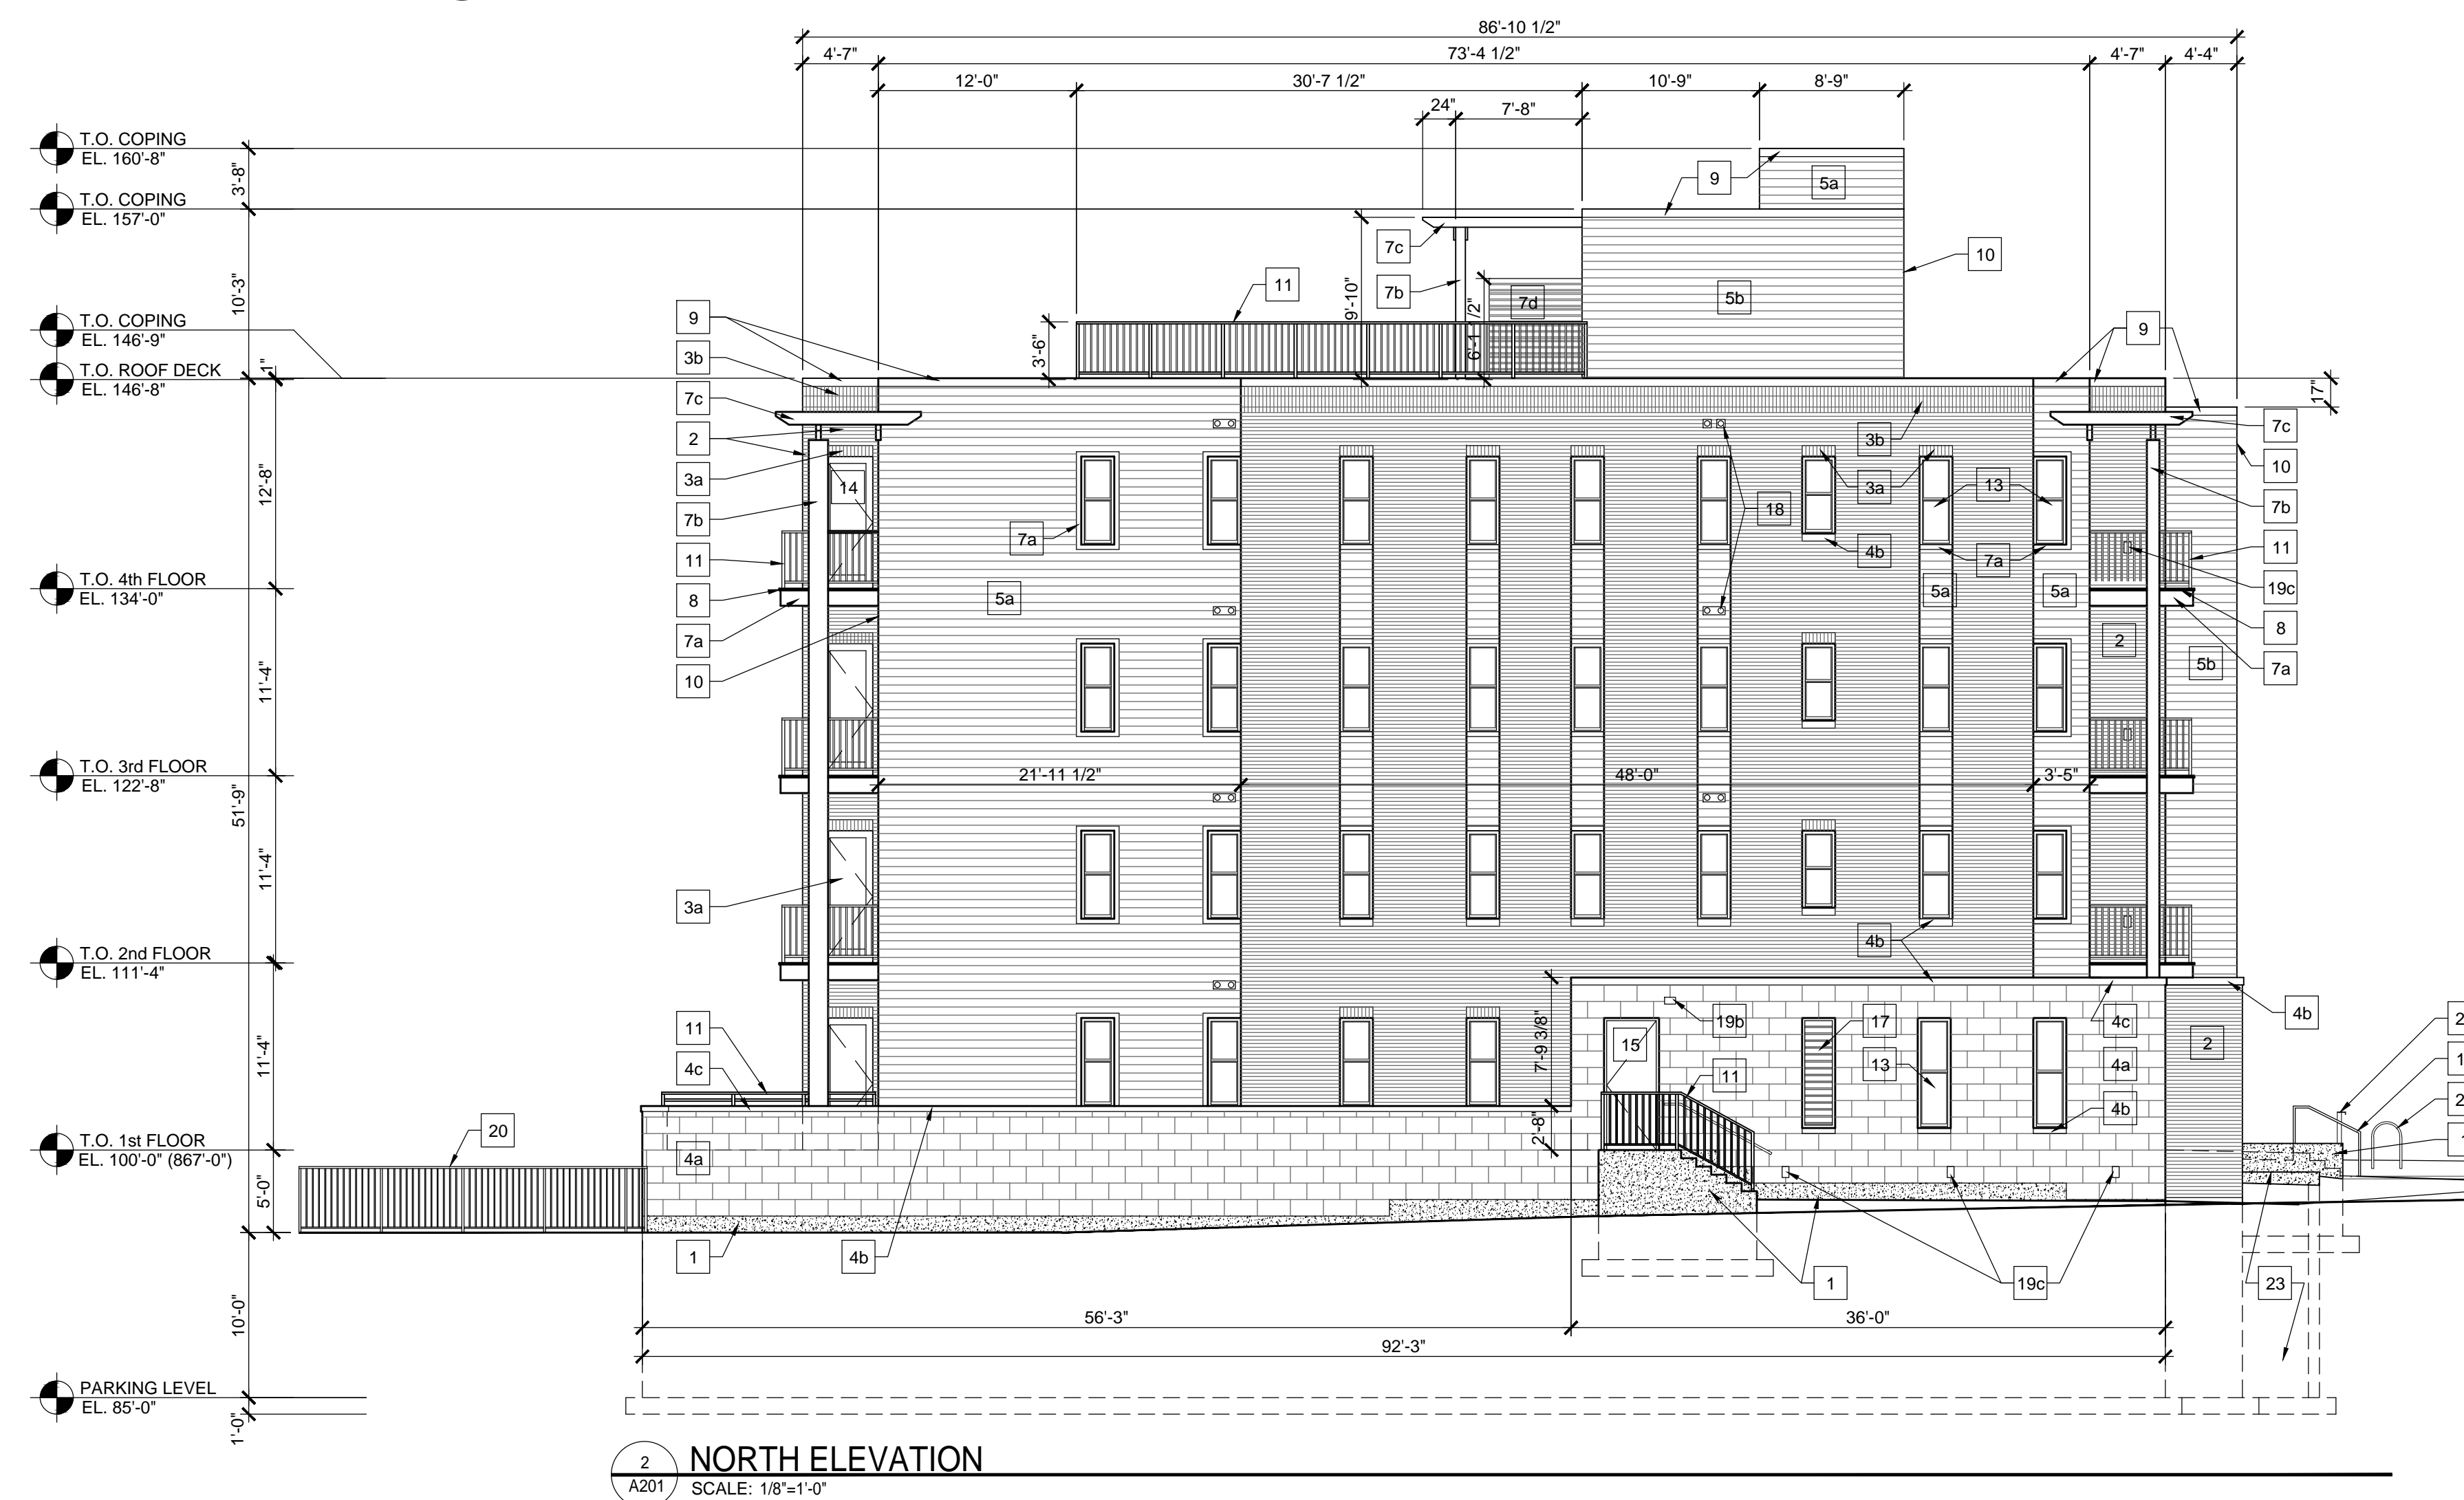 86'-10 1/2"
4'-7" 73'-4 1/2" 4'-7" 4'-4"
12'-0" 30'-7 1/2" 10'-9" 8'-9"
24" 7'-8"
T.O. COPING
EL. 160'-8"
3'-8"
9 5a
T.O. COPING
EL. 157'-0"
7c 10
10'-3"
11 7b 7d 5b
9'-10"
6'-1 1/2"
3'-6"
T.O. COPING
EL. 146'-9"
9 9
3b
T.O. ROOF DECK
EL. 146'-8"
1"
17"
7c 7c
2 3b 10
3a 14 3a 13
7b 18 7b
7a 4b
11 7a 11
12'-8"
T.O. 4th FLOOR
EL. 134'-0"
8 5a 5a 5a 19c
7a 2 8
10 5b 7a
11'-4"
T.O. 3rd FLOOR
EL. 122'-8"
21'-11 1/2" 48'-0" 3'-5"
51'-9"
11'-4"
3a
4b
T.O. 2nd FLOOR
EL. 111'-4"
4b
11 19b 17 4c
15 2
4c 13 4a
11
7'-9 3/8"
11'-4"
4b
20
2'-8"
T.O. 1st FLOOR
EL. 100'-0" (867'-0")
4a
5'-0"
1 4b 1 19c 23
10'-0"
56'-3" 36'-0"
92'-3"
PARKING LEVEL
EL. 85'-0"
1'-0"
2 NORTH ELEVATION
A201 SCALE: 1/8"=1'-0"